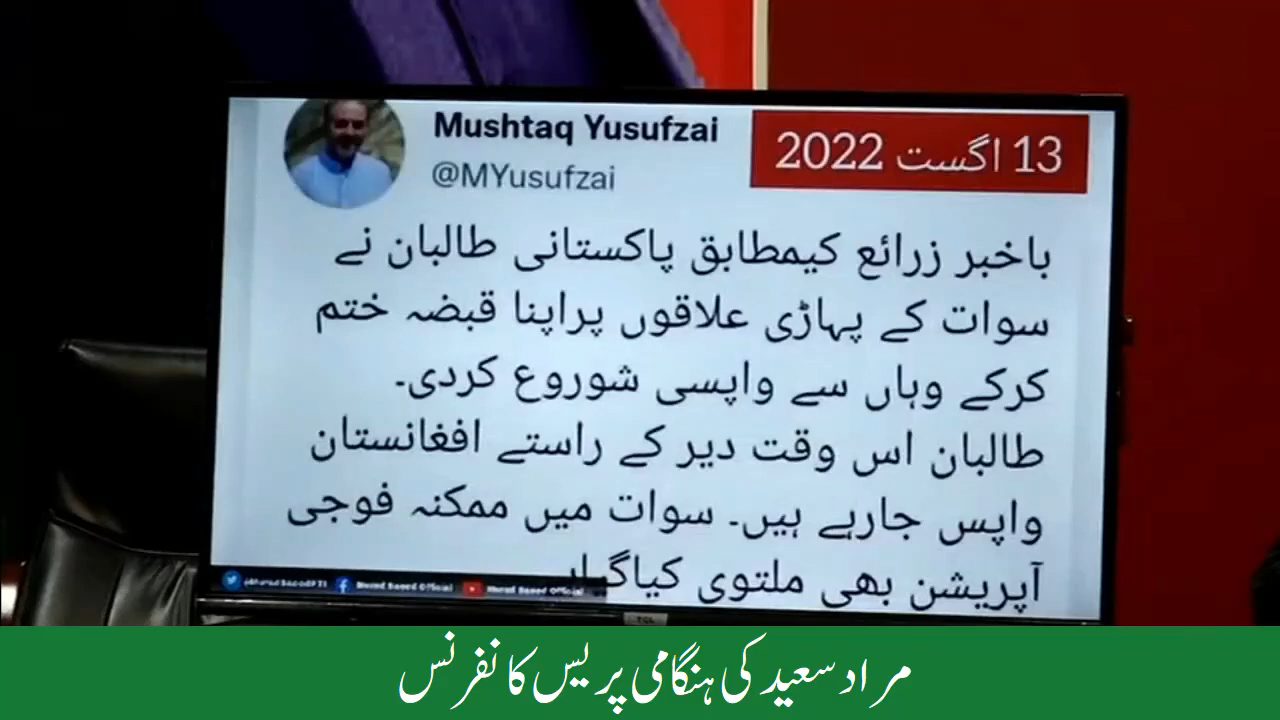 Mushtaq Yusufzai
@MYusufzai
13 اگست 2022
باخبر زرائع کیمطابق پاکستانی طالبان نے
سوات کے پہاڑی علاقوں پراپنا قبضہ ختم
کرکے وہاں سے واپسی شوروع کردی۔
طالبان اس وقت دیر کے راستے افغانستان
واپس جارہے ہیں۔ سوات میں ممکنہ فوجی
آپریشن بھی ملتوی کیاگیا
@MuradSaeedPTI Murad Saeed Official Murad Saeed Official
TCL
مراد سعید کی ہنگامی پریس کانفرنس